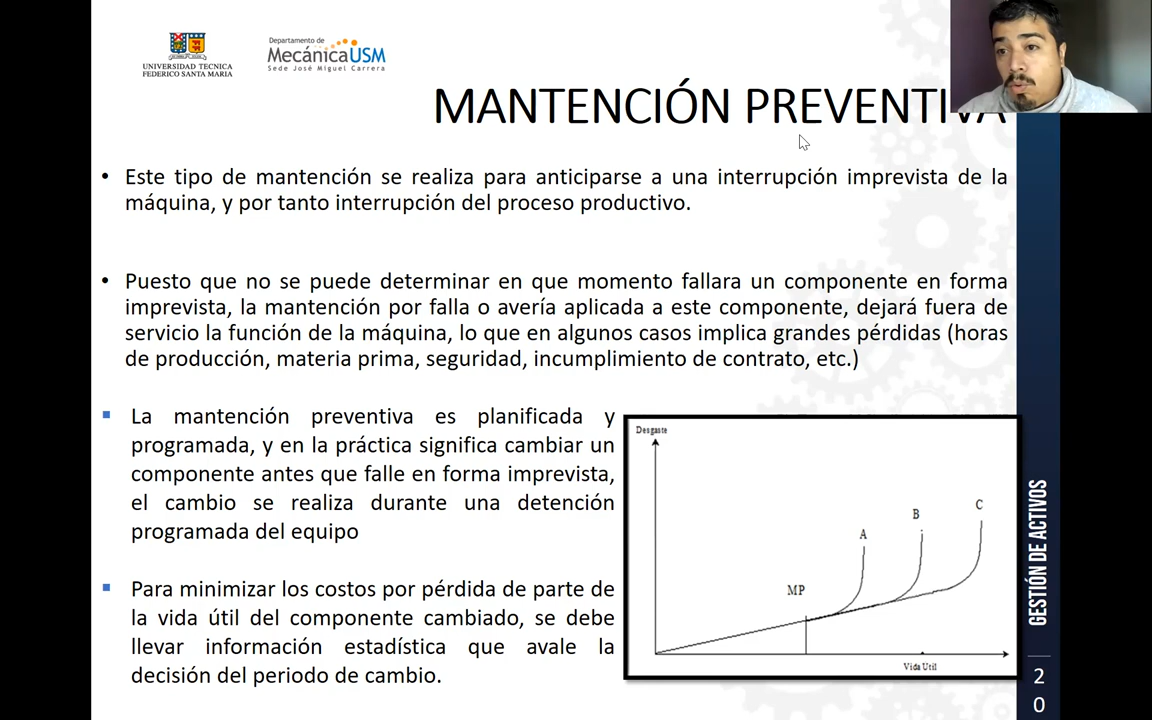 UNIVERSIDAD TECNICA
FEDERICO SANTA MARIA
Departamento de
MecánicaUSM
Sede José Miguel Carrera
MANTENCIÓN PREVENTIVA
• Este tipo de mantención se realiza para anticiparse a una interrupción imprevista de la
máquina, y por tanto interrupción del proceso productivo.
• Puesto que no se puede determinar en que momento fallara un componente en forma
imprevista, la mantención por falla o avería aplicada a este componente, dejará fuera de
servicio la función de la máquina, lo que en algunos casos implica grandes pérdidas (horas
de producción, materia prima, seguridad, incumplimiento de contrato, etc.)
▪ La mantención preventiva es planificada y
programada, y en la práctica significa cambiar un
componente antes que falle en forma imprevista,
el cambio se realiza durante una detención
programada del equipo
▪ Para minimizar los costos por pérdida de parte de
la vida útil del componente cambiado, se debe
llevar información estadística que avale la
decisión del periodo de cambio.
Desgaste
MP
A
B
C
Vida Util
GESTIÓN DE ACTIVOS
2
0